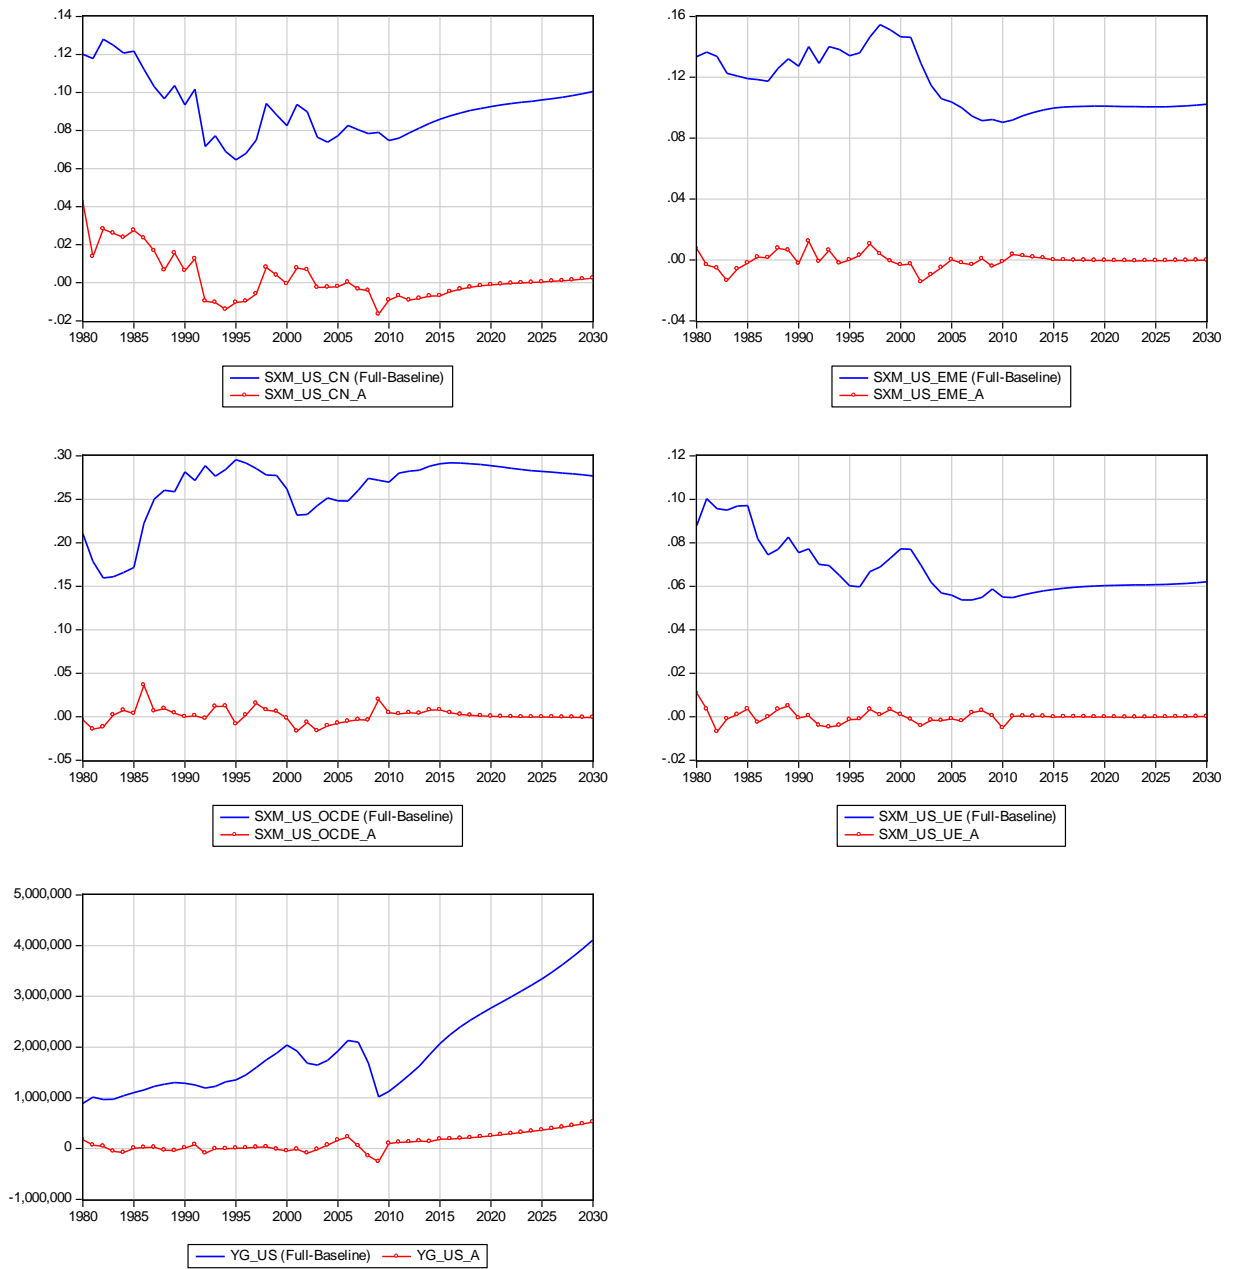 .14
.12
.10
.08
.06
.04
.02
.00
-.02
1980 1985 1990 1995 2000 2005 2010 2015 2020 2025 2030
SXM_US_CN (Full-Baseline)
SXM_US_CN_A
.16
.12
.08
.04
.00
-.04
1980 1985 1990 1995 2000 2005 2010 2015 2020 2025 2030
SXM_US_EME (Full-Baseline)
SXM_US_EME_A
.30
.25
.20
.15
.10
.05
.00
-.05
1980 1985 1990 1995 2000 2005 2010 2015 2020 2025 2030
SXM_US_OCDE (Full-Baseline)
SXM_US_OCDE_A
.12
.10
.08
.06
.04
.02
.00
-.02
1980 1985 1990 1995 2000 2005 2010 2015 2020 2025 2030
SXM_US_UE (Full-Baseline)
SXM_US_UE_A
5,000,000
4,000,000
3,000,000
2,000,000
1,000,000
0
-1,000,000
1980 1985 1990 1995 2000 2005 2010 2015 2020 2025 2030
YG_US (Full-Baseline) YG_US_A